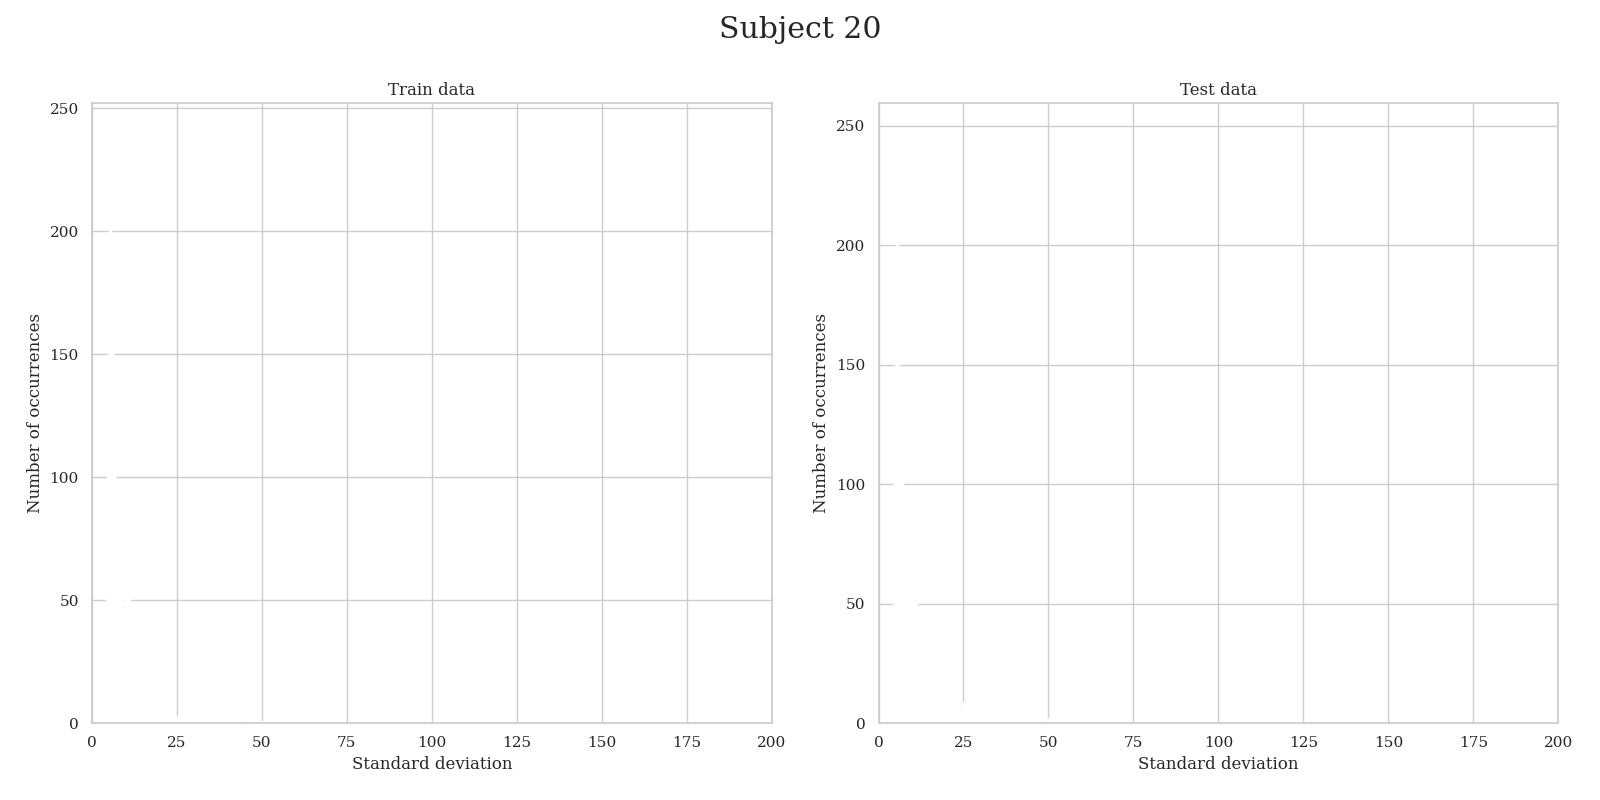 Subject 20
Train data
250
200
150
100
50
0
Number of occurrences
0 25 50 75 100 125 150 175 200
Standard deviation
Test data
250
200
150
100
50
0
Number of occurrences
0 25 50 75 100 125 150 175 200
Standard deviation